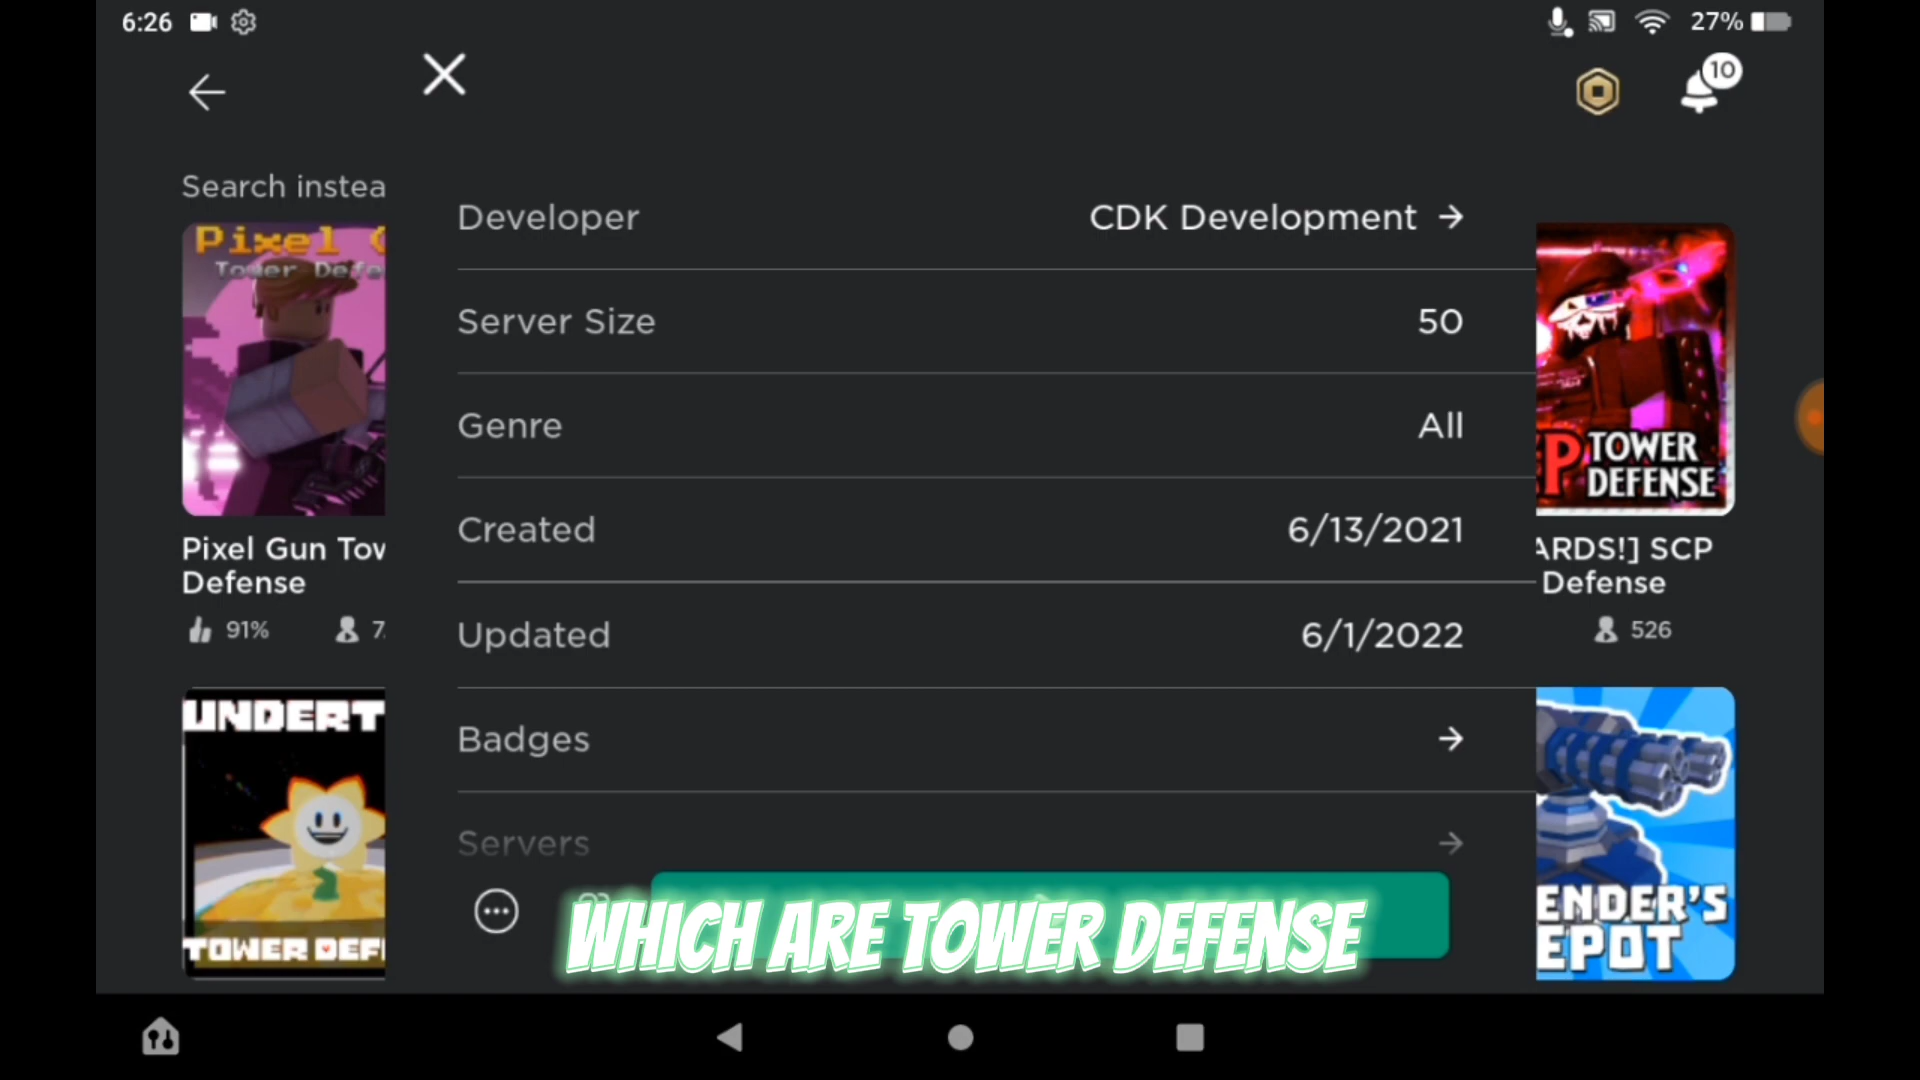 6:26
27%
10
Search instea
Developer
CDK Development
Server Size
50
Genre
All
Created
6/13/2021
Updated
6/1/2022
Badges
Servers
Pixel G
Tower Defe
Pixel Gun Tow
Defense
91%
7
P TOWER
DEFENSE
ARDS!] SCP
Defense
526
UNDERT
TOWER DEF
ENDER'S
EPOT
WHICH ARE TOWER DEFENSE